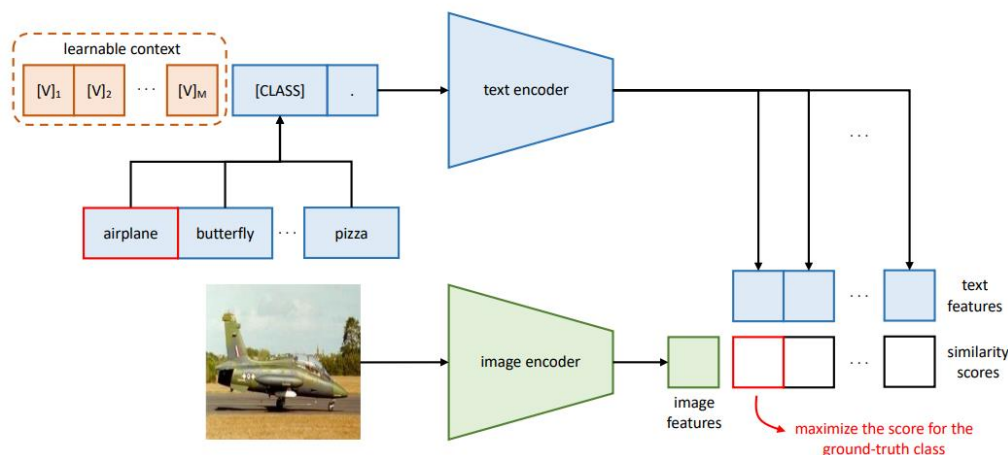 learnable context
[V]₁ [V]₂ ... [V]M [CLASS] .
text encoder
...
airplane butterfly ... pizza
... text
features
image encoder
... similarity
scores
image
features
maximize the score for the
ground-truth class